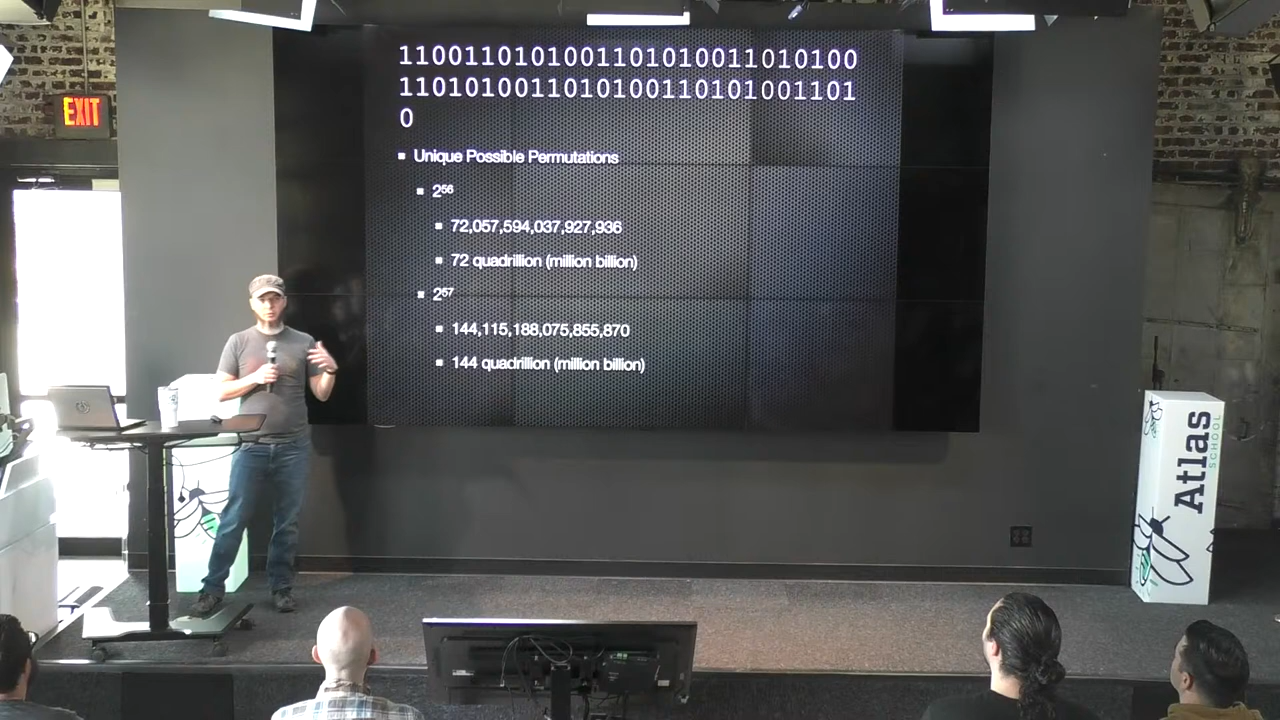 EXIT
1100110101001101010011010100
1101010011010100110101001101
0
Unique Possible Permutations
2⁵⁶
72,057,594,037,927,936
72 quadrillion (million billion)
2⁵⁷
144,115,188,075,855,870
144 quadrillion (million billion)
Atlas
SCHOOL